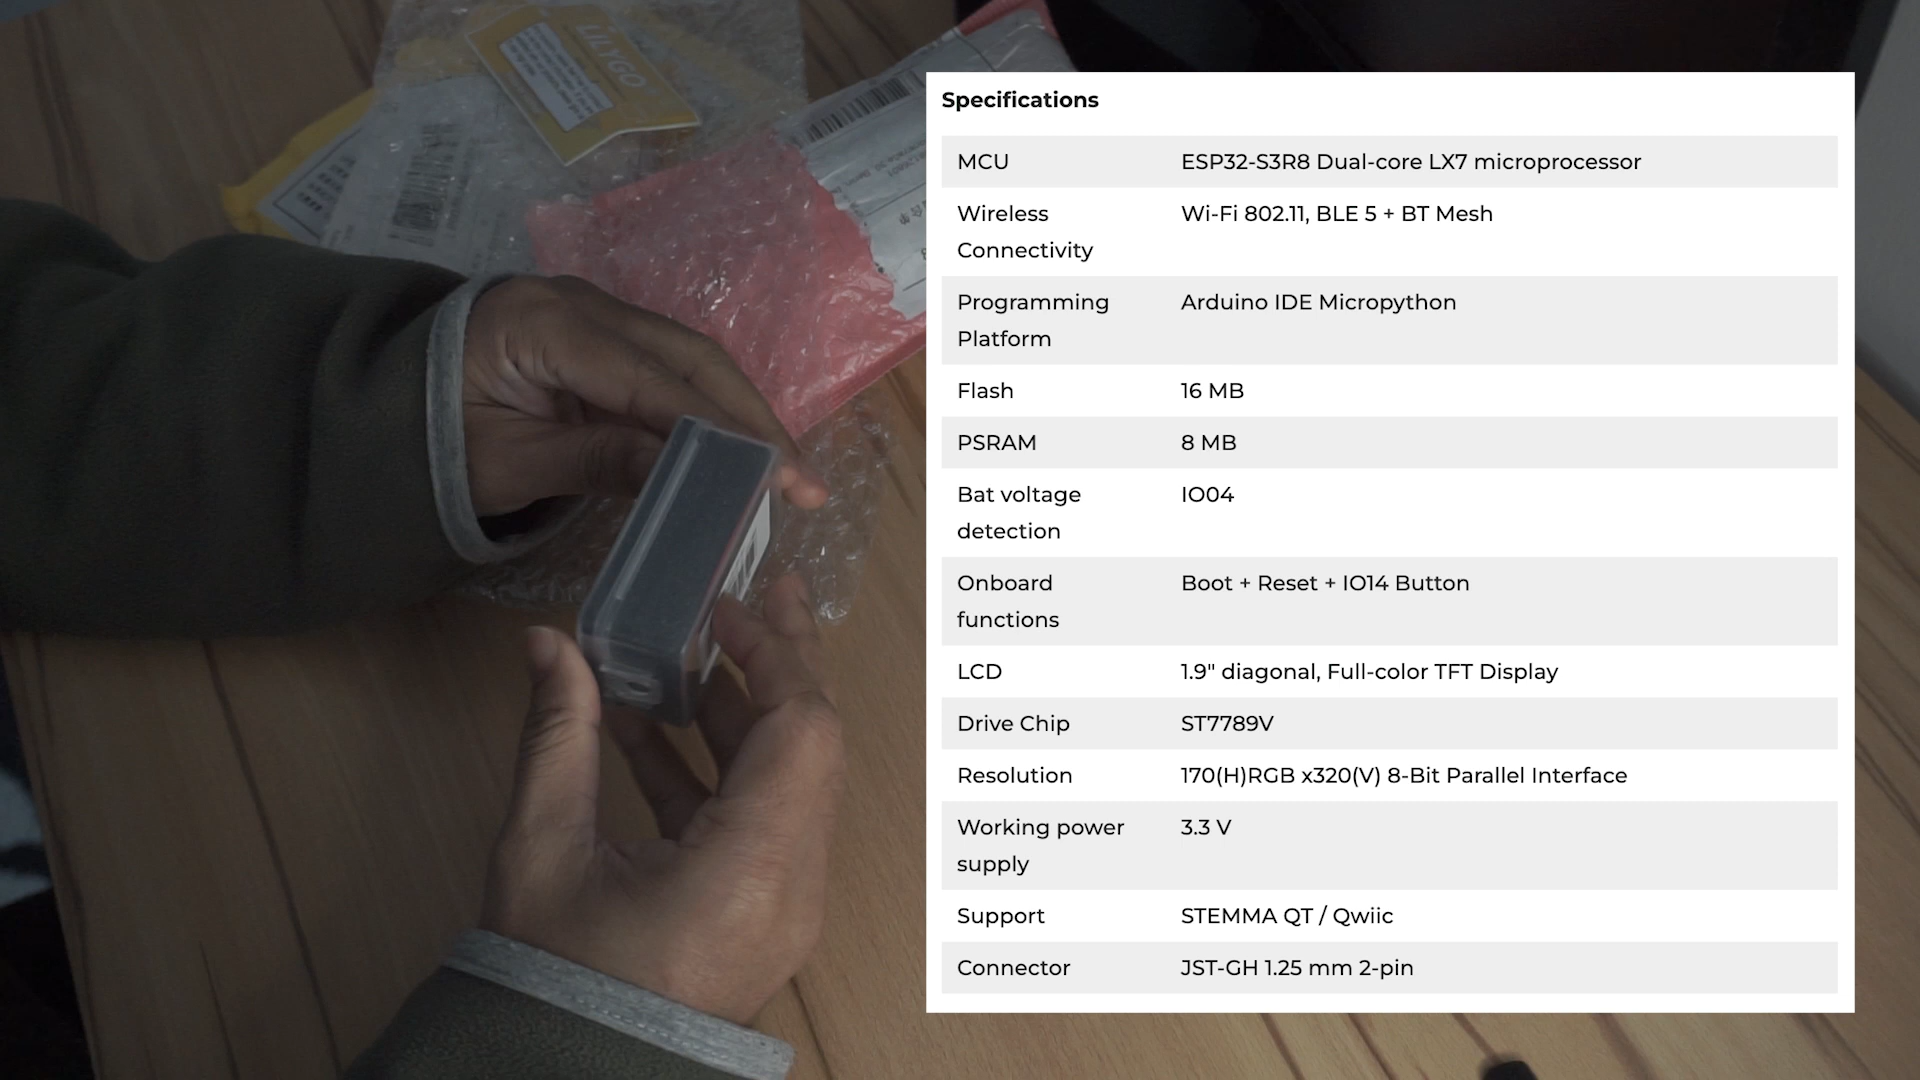 LILYGO
Specifications
MCU ESP32-S3R8 Dual-core LX7 microprocessor
Wireless Wi-Fi 802.11, BLE 5 + BT Mesh
Connectivity
Programming Arduino IDE Micropython
Platform
Flash 16 MB
PSRAM 8 MB
Bat voltage IO04
detection
Onboard Boot + Reset + IO14 Button
functions
LCD 1.9" diagonal, Full-color TFT Display
Drive Chip ST7789V
Resolution 170(H)RGB x320(V) 8-Bit Parallel Interface
Working power 3.3 V
supply
Support STEMMA QT / Qwiic
Connector JST-GH 1.25 mm 2-pin